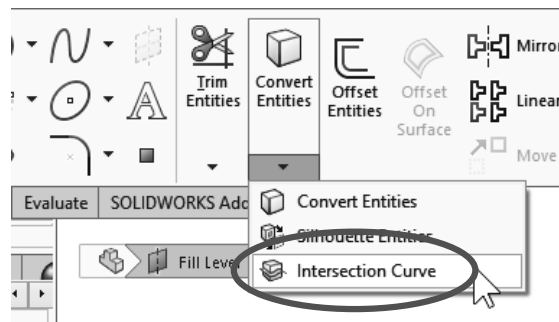 Trim
Entities
Convert
Entities
Offset
Entities
Offset
On
Surface
Mirror
Linear
Move
Evaluate
SOLIDWORKS Add
Convert Entities
Silhouette Entities
Intersection Curve
Fill Level